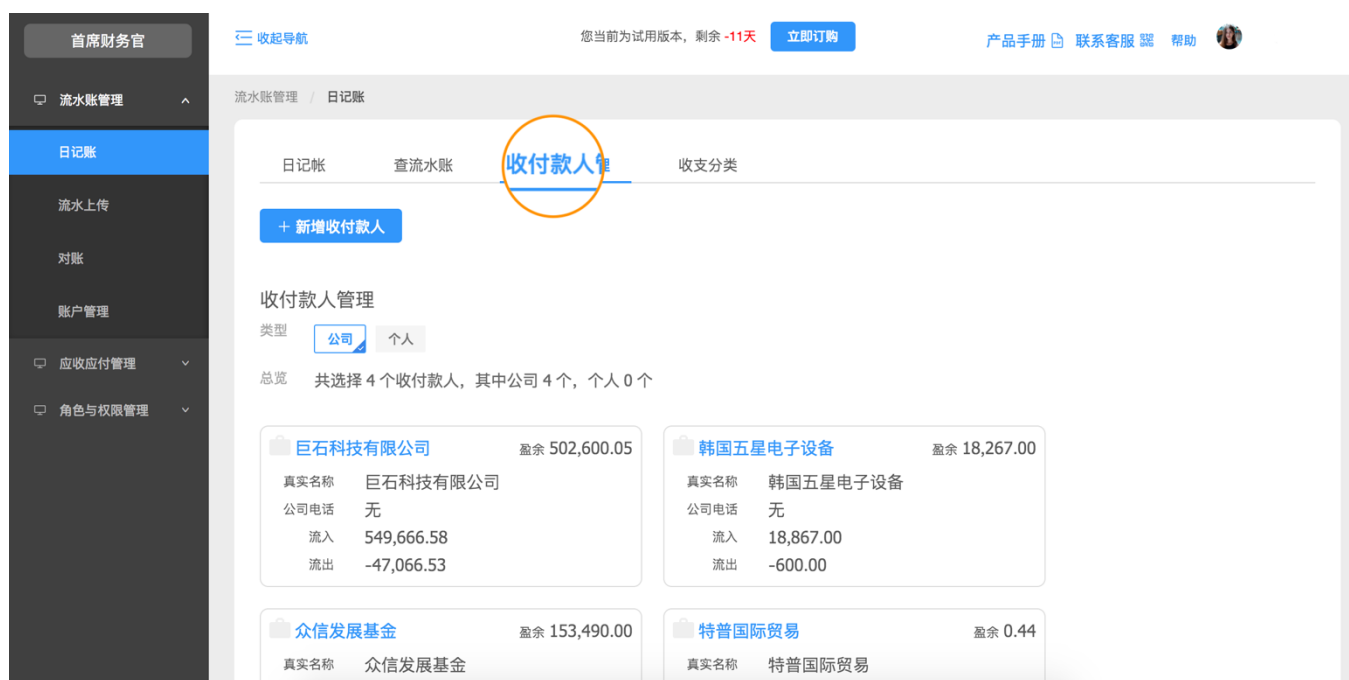 首席财务官
收起导航
您当前为试用版本，剩余 -11天
立即订购
产品手册
联系客服
帮助
流水账管理
日记账
流水上传
对账
账户管理
应收应付管理
角色与权限管理
流水账管理 / 日记账
日记帐 查流水账 收付款人管 收支分类
+ 新增收付款人
收付款人管理
类型 公司 个人
总览 共选择 4 个收付款人，其中公司 4 个，个人 0 个
巨石科技有限公司 盈余 502,600.05
真实名称 巨石科技有限公司
公司电话 无
流入 549,666.58
流出 -47,066.53
韩国五星电子设备 盈余 18,267.00
真实名称 韩国五星电子设备
公司电话 无
流入 18,867.00
流出 -600.00
众信发展基金 盈余 153,490.00
真实名称 众信发展基金
特普国际贸易 盈余 0.44
真实名称 特普国际贸易